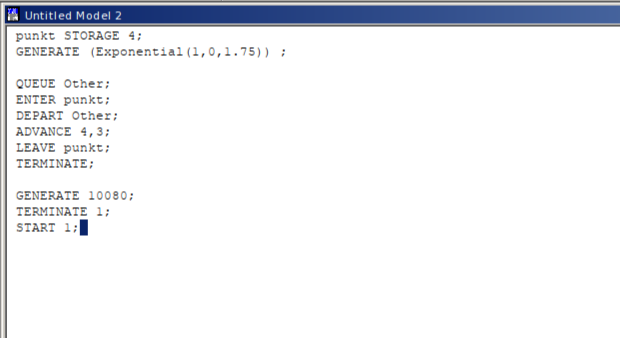 Untitled Model 2
punkt STORAGE 4;
GENERATE (Exponential(1,0,1.75)) ;
QUEUE Other;
ENTER punkt;
DEPART Other;
ADVANCE 4,3;
LEAVE punkt;
TERMINATE;
GENERATE 10080;
TERMINATE 1;
START 1;